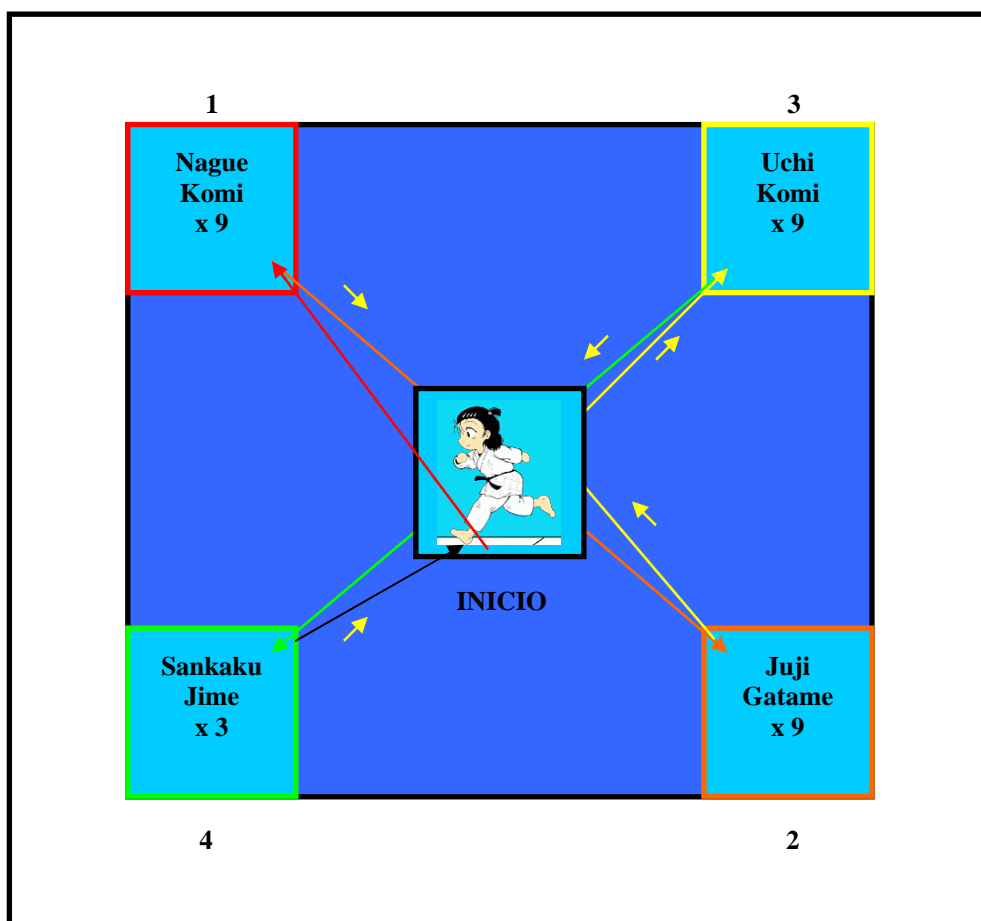 1
3
Nague
Komi
x 9
Uchi
Komi
x 9
INICIO
Sankaku
Jime
x 3
Juji
Gatame
x 9
4
2